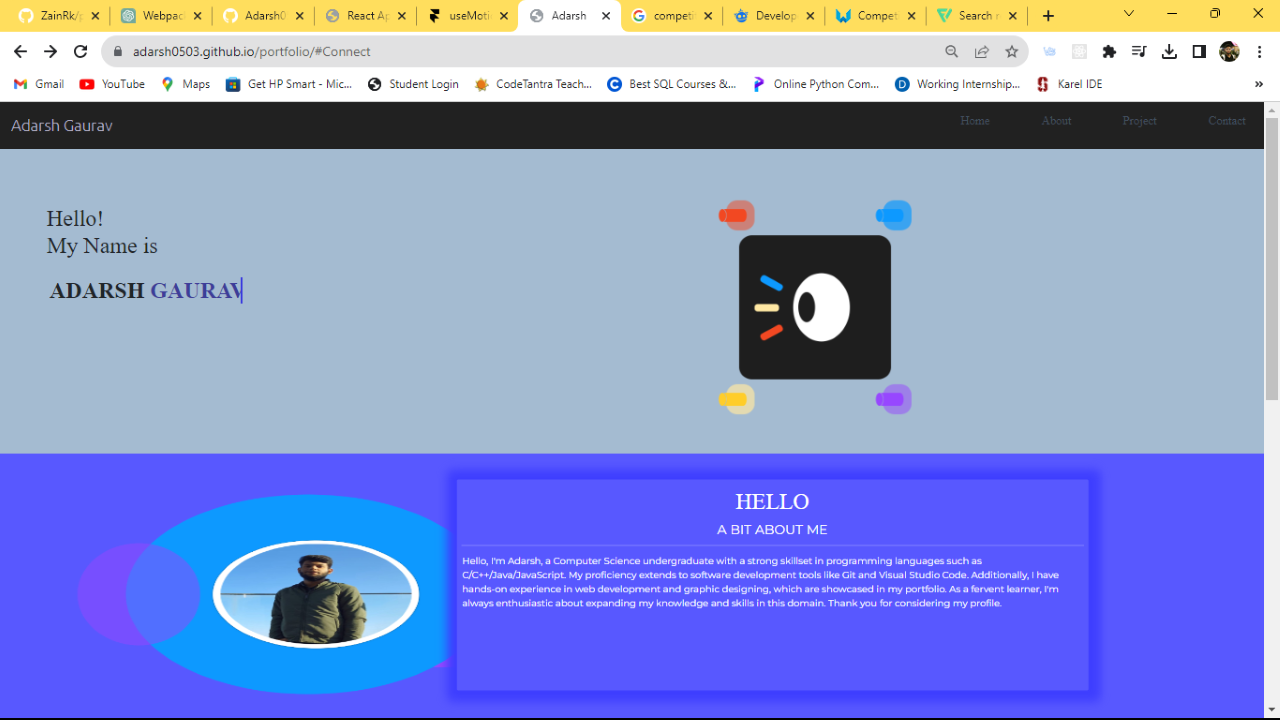 ZainRk/p
Webpac
Adarsh0
React Ap
useMoti
Adarsh
competi
Develop
Compet
Search r
adarsh0503.github.io/portfolio/#Connect
Gmail
YouTube
Maps
Get HP Smart - Mic...
Student Login
CodeTantra Teach...
Best SQL Courses &...
Online Python Com...
Working Internship...
Karel IDE
Adarsh Gaurav
Home
About
Project
Contact
Hello!
My Name is
ADARSH GAURAV
HELLO
A BIT ABOUT ME
Hello, I'm Adarsh, a Computer Science undergraduate with a strong skillset in programming languages such as
C/C++/Java/JavaScript. My proficiency extends to software development tools like Git and Visual Studio Code. Additionally, I have
hands-on experience in web development and graphic designing, which are showcased in my portfolio. As a fervent learner, I'm
always enthusiastic about expanding my knowledge and skills in this domain. Thank you for considering my profile.